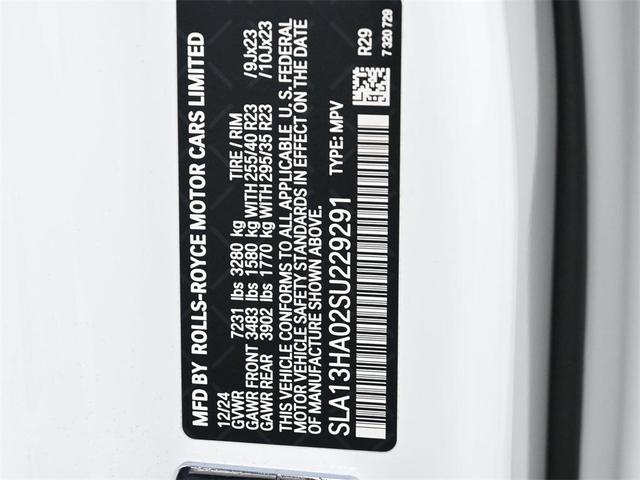 MFD BY ROLLS-ROYCE MOTOR CARS LIMITED
12/24
GVWR 7231 lbs 3280 kg TIRE / RIM
GAWR FRONT 3483 lbs 1580 kg WITH 255/40 R23 /9Jx23
GAWR REAR 3902 lbs 1770 kg WITH 295/35 R23 /10Jx23
THIS VEHICLE CONFORMS TO ALL APPLICABLE U. S. FEDERAL
MOTOR VEHICLE SAFETY STANDARDS IN EFFECT ON THE DATE
OF MANUFACTURE SHOWN ABOVE.
SLA13HA02SU229291 TYPE: MPV
R29
7 320 729